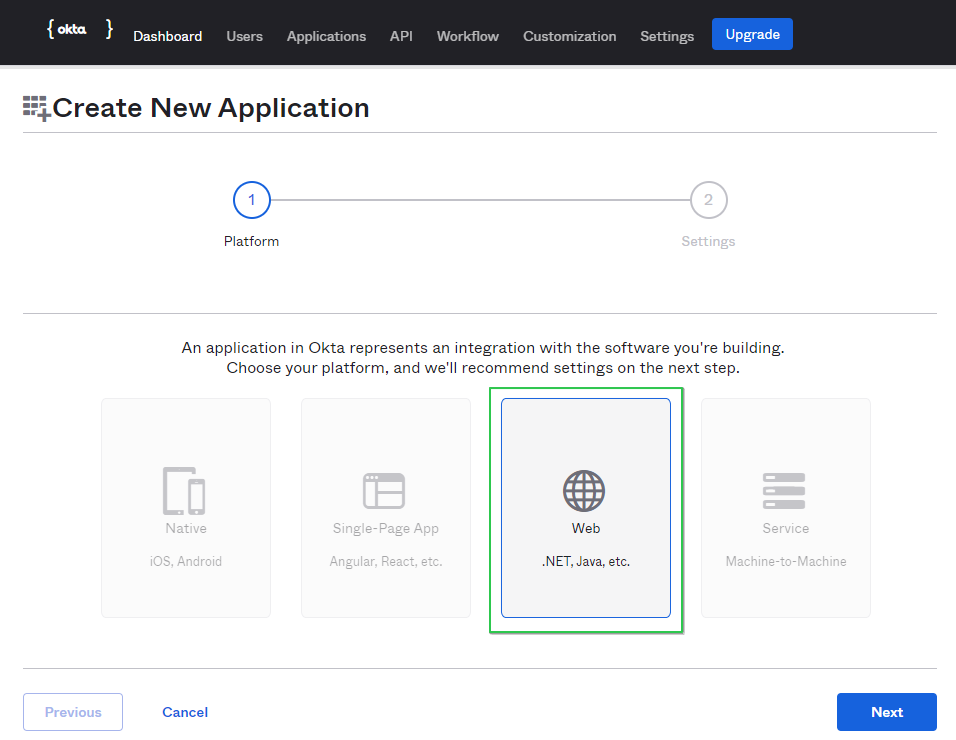 { okta }
Dashboard Users Applications API Workflow Customization Settings Upgrade
Create New Application
1 2
Platform Settings
An application in Okta represents an integration with the software you're building.
Choose your platform, and we'll recommend settings on the next step.
Native Single-Page App Web Service
iOS, Android Angular, React, etc. .NET, Java, etc. Machine-to-Machine
Previous Cancel Next